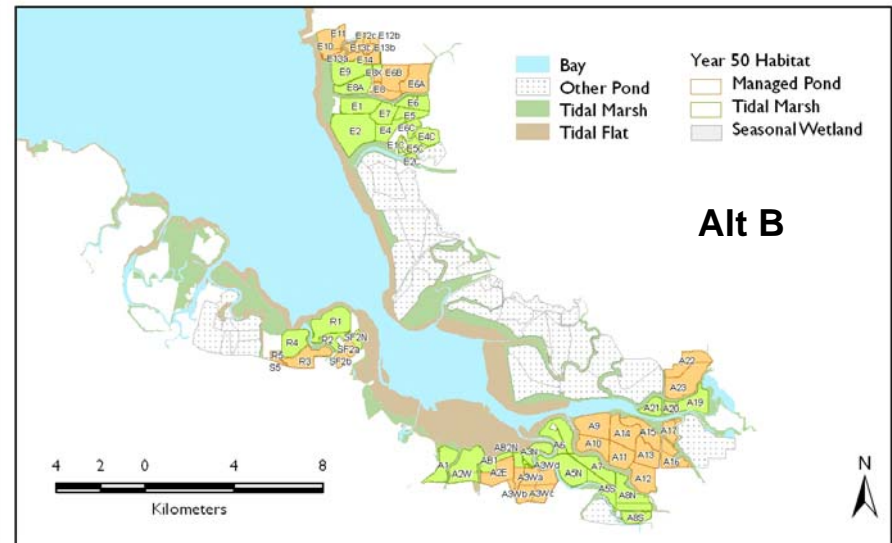 Bay
Other Pond
Tidal Marsh
Tidal Flat
Year 50 Habitat
Managed Pond
Tidal Marsh
Seasonal Wetland
Alt B
E11
E12c
E12b
E10
E13c
E13b
E13a
E14
E9
E8X
E6B
E6A
E8A
E8
E1
E6
E7
E5
E2
E4
E6C
E4C
E1C
E5C
E2C
R1
R4
R2
SF2N
SF2a
R5
S5
R3
SF2b
A22
A23
A21
A20
A19
A9
A14
A15
A17
A10
A11
A13
A16
A12
AB2N
A3N
A6
A1
A2W
AB1
A2E
A3Wd
A3Wa
A5N
A7
A3Wb
A3Wc
A5S
A8N
A8S
4 2 0 4 8
Kilometers
N